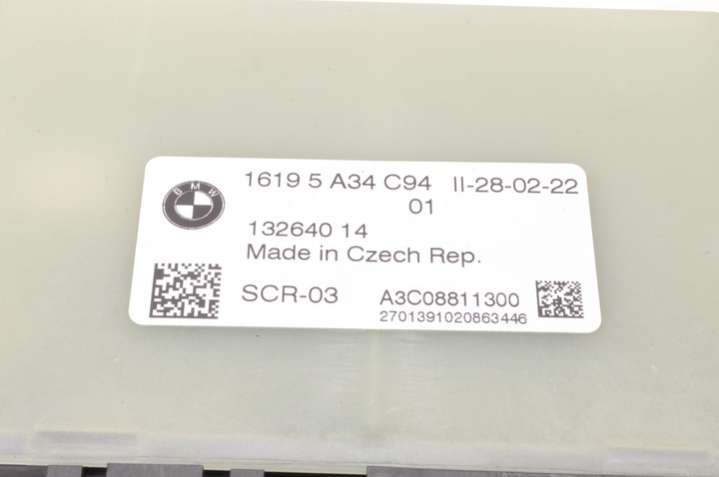 BMW
1619 5 A34 C94 II-28-02-22
01
132640 14
Made in Czech Rep.
SCR-03 A3C08811300
2701391020863446